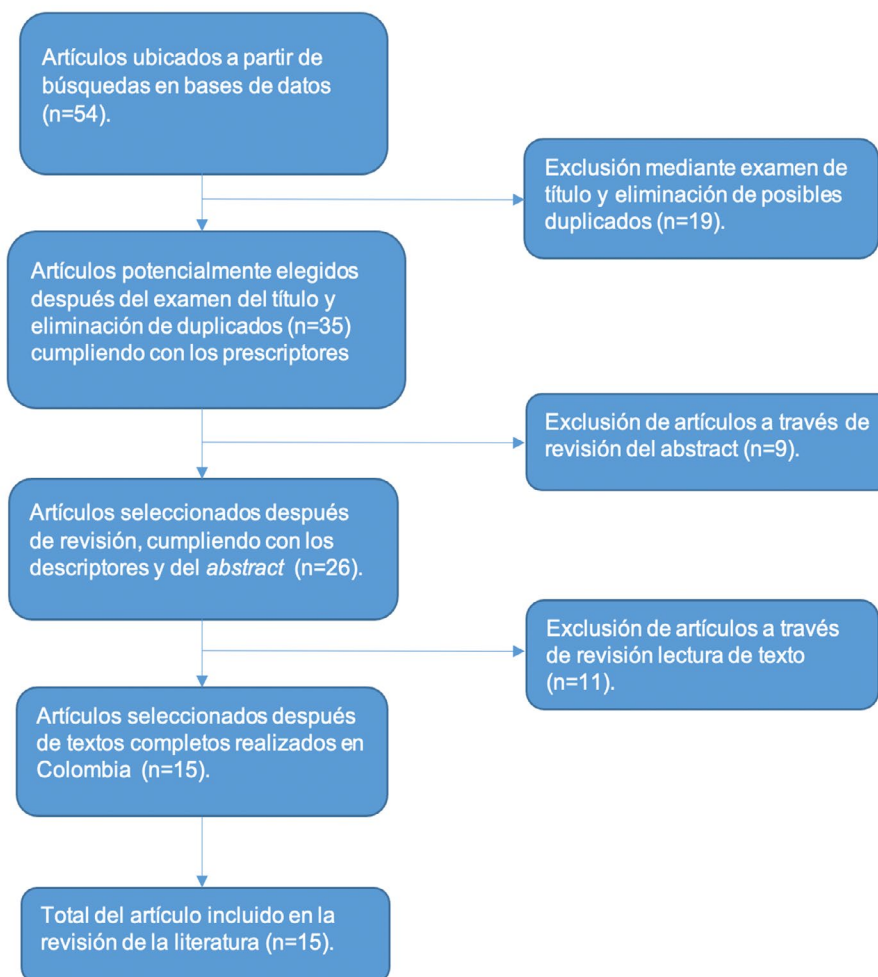 Artículos ubicados a partir de
búsquedas en bases de datos
(n=54).
Exclusión mediante examen de
título y eliminación de posibles
duplicados (n=19).
Artículos potencialmente elegidos
después del examen del título y
eliminación de duplicados (n=35)
cumpliendo con los prescriptores
Exclusión de artículos a través de
revisión del abstract (n=9).
Artículos seleccionados después
de revisión, cumpliendo con los
descriptores y del abstract (n=26).
Exclusión de artículos a través
de revisión lectura de texto
(n=11).
Artículos seleccionados después
de textos completos realizados en
Colombia (n=15).
Total del artículo incluido en la
revisión de la literatura (n=15).